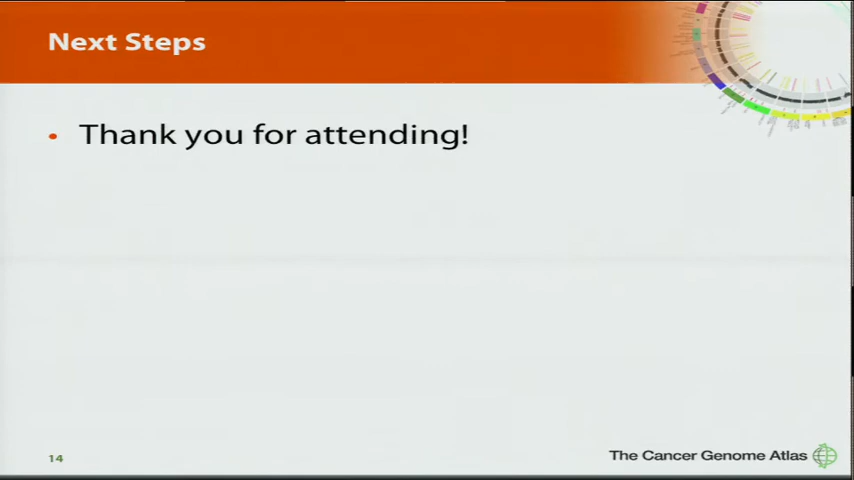 Next Steps
• Thank you for attending!
14
The Cancer Genome Atlas